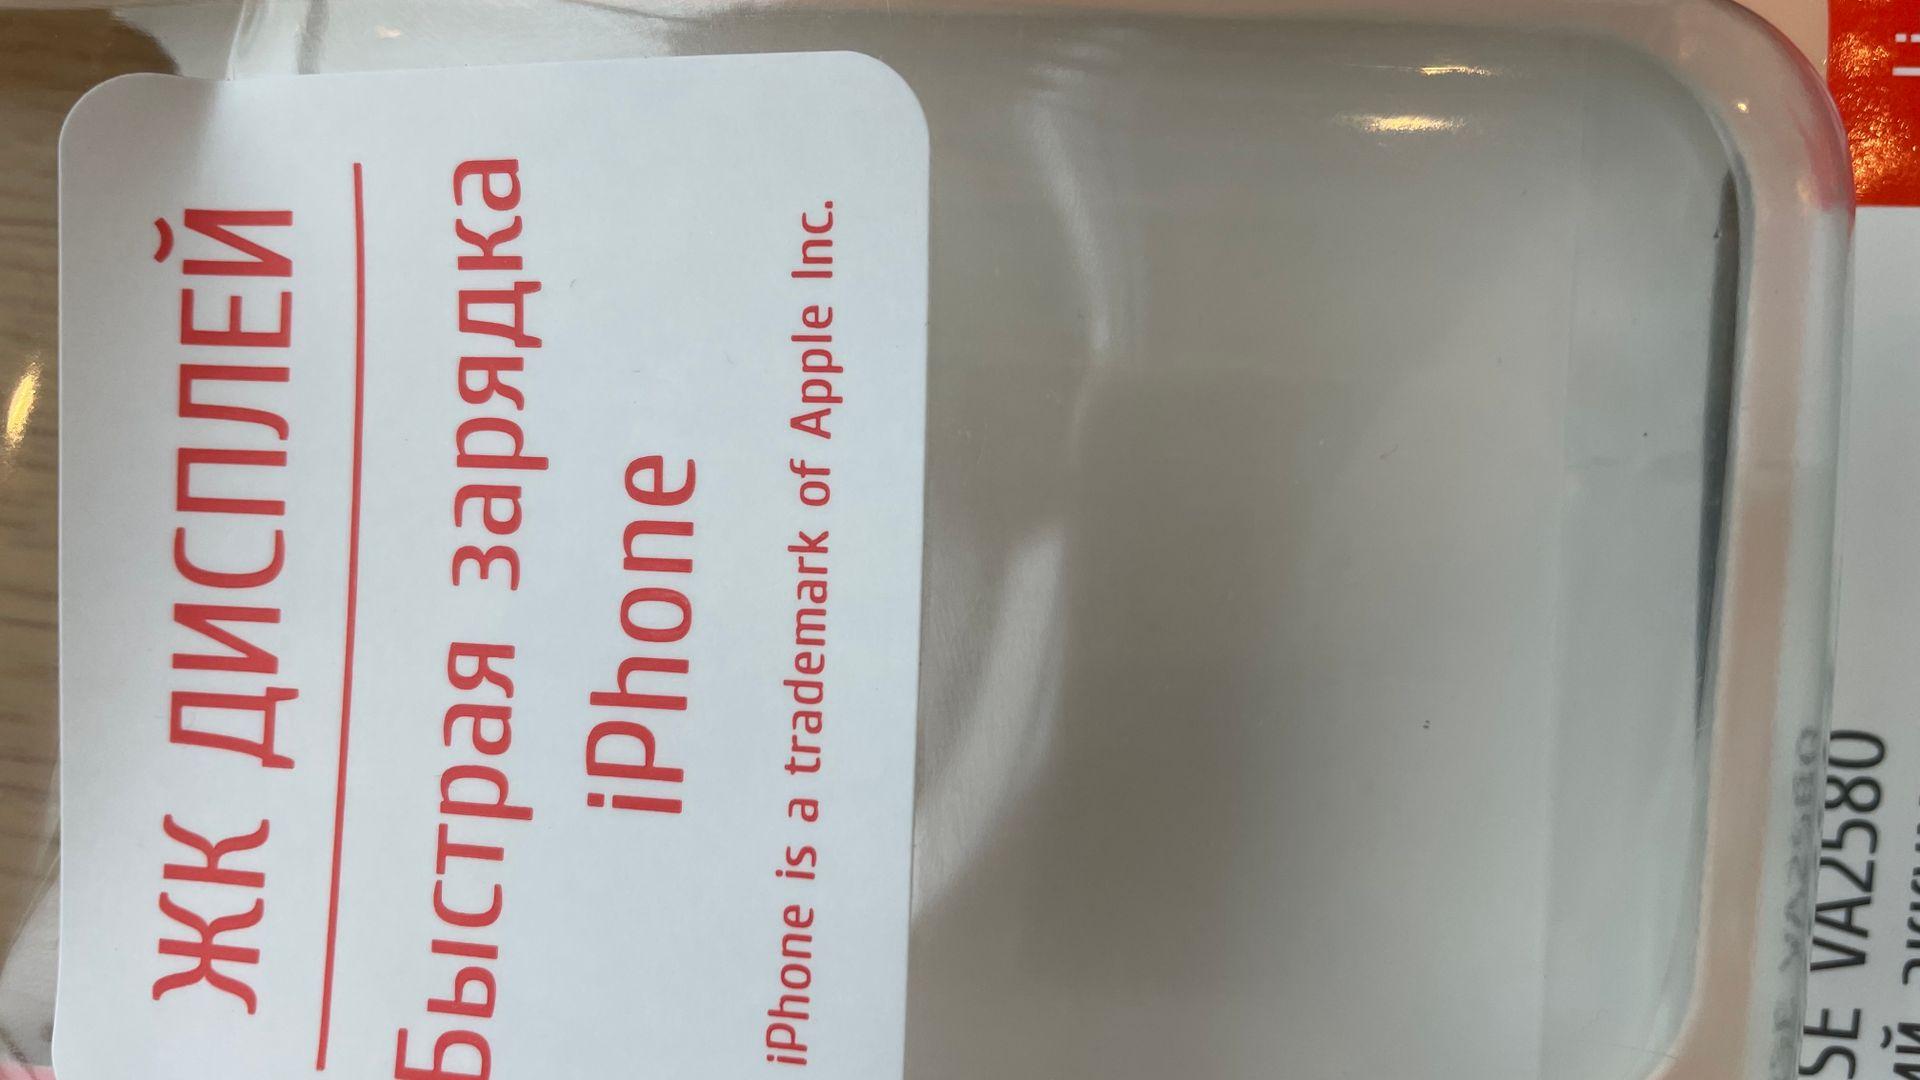 ЖК ДИСПЛЕЙ
Быстрая зарядка
iPhone
iPhone is a trademark of Apple Inc.
SE VA2580